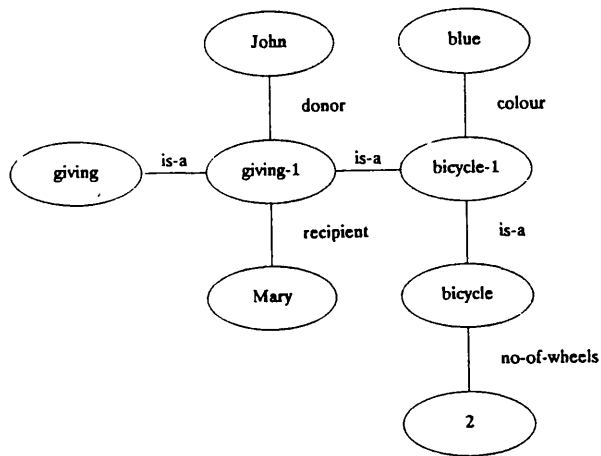 John
blue
donor
colour
giving
is-a
giving-1
is-a
bicycle-1
recipient
is-a
Mary
bicycle
no-of-wheels
2